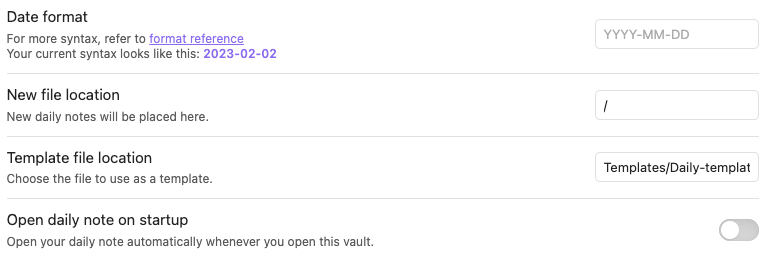 Date format
For more syntax, refer to format reference
Your current syntax looks like this: 2023-02-02
YYYY-MM-DD
New file location
New daily notes will be placed here.
/
Template file location
Choose the file to use as a template.
Templates/Daily-templat
Open daily note on startup
Open your daily note automatically whenever you open this vault.